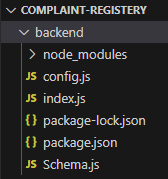 COMPLAINT-REGISTERY
backend
node_modules
JS config.js
JS index.js
{} package-lock.json
{} package.json
JS Schema.js